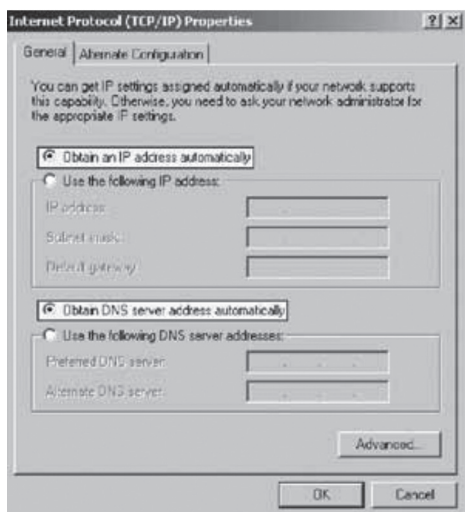 Internet Protocol (TCP/IP) Properties
General
Alternate Configuration
You can get IP settings assigned automatically if your network supports
this capability. Otherwise, you need to ask your network administrator for
the appropriate IP settings.
Obtain an IP address automatically
Use the following IP address:
IP address:
Subnet mask:
Default gateway:
Obtain DNS server address automatically
Use the following DNS server addresses:
Preferred DNS server:
Alternate DNS server:
Advanced...
OK
Cancel